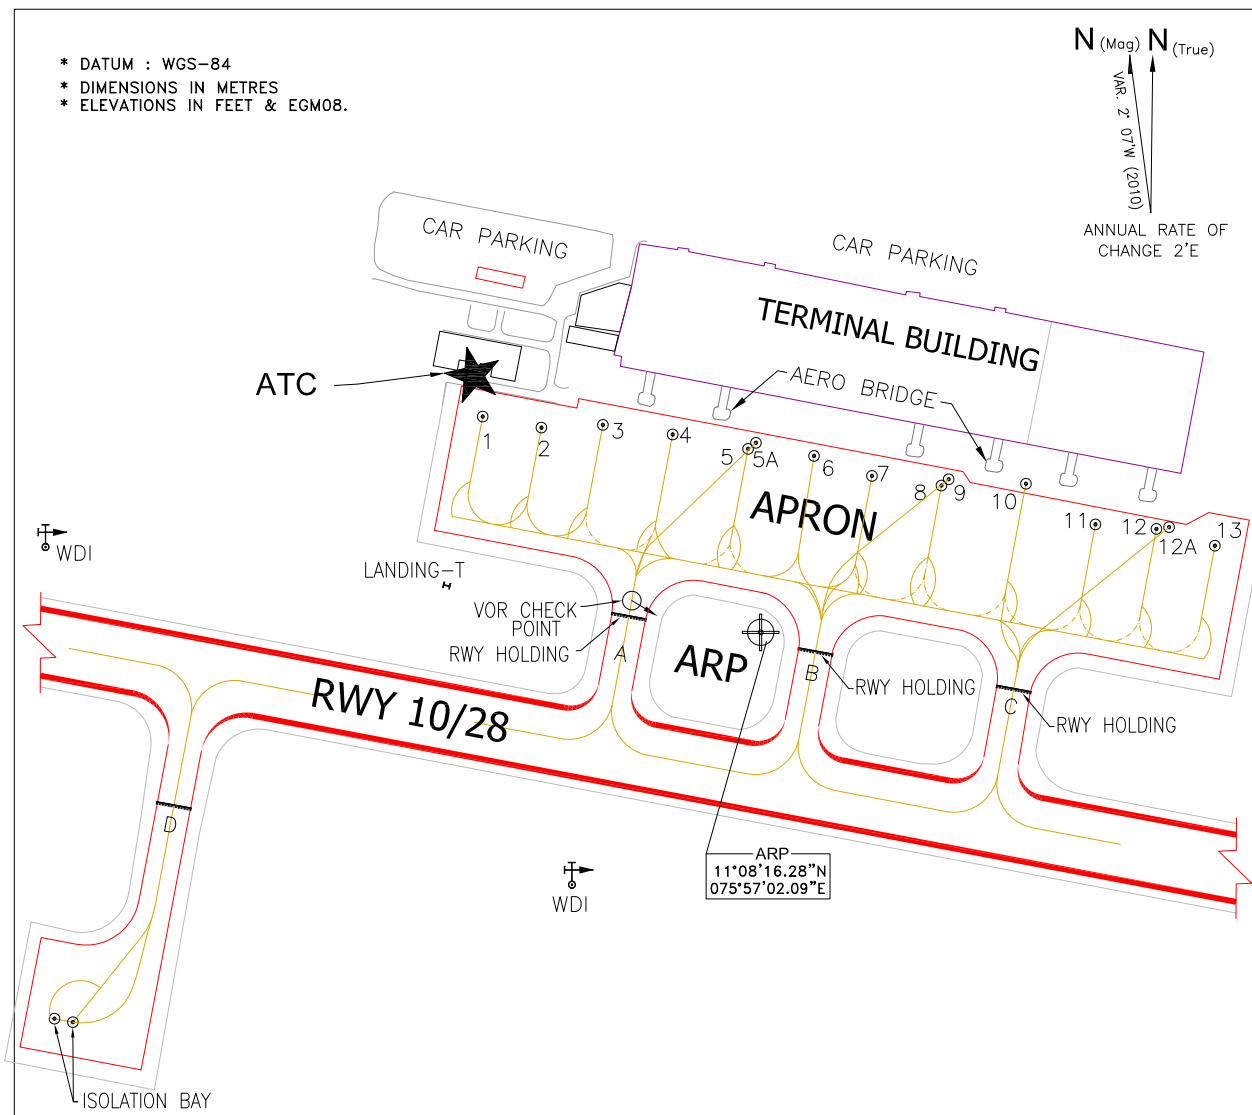 * DATUM : WGS-84
* DIMENSIONS IN METRES
* ELEVATIONS IN FEET & EGM08.
N (Mag) N (True)
VAR. 2° 07'W (2010)
ANNUAL RATE OF
CHANGE 2'E
CAR PARKING
CAR PARKING
TERMINAL BUILDING
ATC
AERO BRIDGE
1
2
3
4
5
5A
6
7
8
9
10
11
12
12A
13
APRON
WDI
LANDING-T
VOR CHECK
POINT
RWY HOLDING
A
ARP
B
RWY HOLDING
C
RWY HOLDING
RWY 10/28
D
ARP
11°08'16.28"N
075°57'02.09"E
WDI
ISOLATION BAY